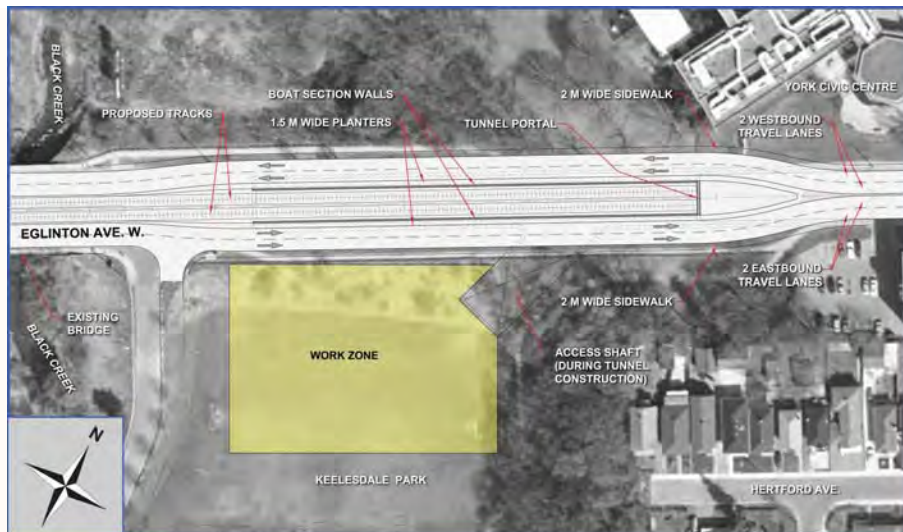 BLACK CREEK
BOAT SECTION WALLS
2 M WIDE SIDEWALK
YORK CIVIC CENTRE
PROPOSED TRACKS
1.5 M WIDE PLANTERS
TUNNEL PORTAL
2 WESTBOUND
TRAVEL LANES
EGLINTON AVE. W.
EXISTING
BRIDGE
BLACK CREEK
WORK ZONE
2 M WIDE SIDEWALK
2 EASTBOUND
TRAVEL LANES
ACCESS SHAFT
(DURING TUNNEL
CONSTRUCTION)
N
KEELESDALE PARK
HERTFORD AVE.